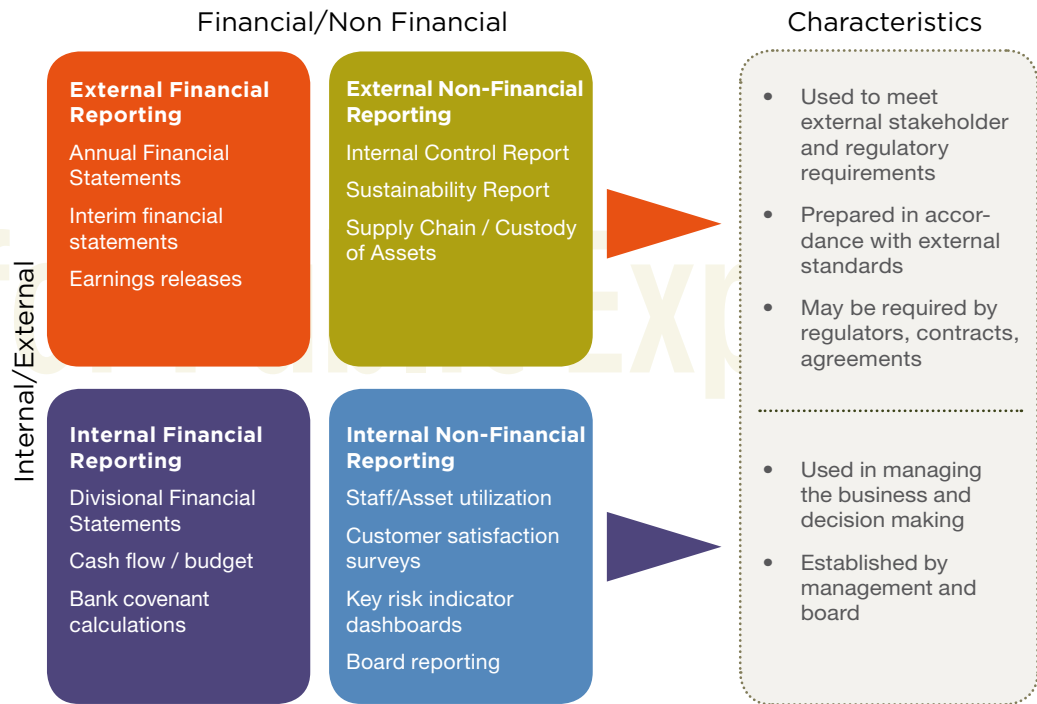 Financial/Non Financial
Characteristics
Internal/External
External Financial
Reporting
Annual Financial
Statements
Interim financial
statements
Earnings releases
External Non-Financial
Reporting
Internal Control Report
Sustainability Report
Supply Chain / Custody
of Assets
• Used to meet
external stakeholder
and regulatory
requirements
• Prepared in accor-
dance with external
standards
• May be required by
regulators, contracts,
agreements
Internal Financial
Reporting
Divisional Financial
Statements
Cash flow / budget
Bank covenant
calculations
Internal Non-Financial
Reporting
Staff/Asset utilization
Customer satisfaction
surveys
Key risk indicator
dashboards
Board reporting
• Used in managing
the business and
decision making
• Established by
management and
board